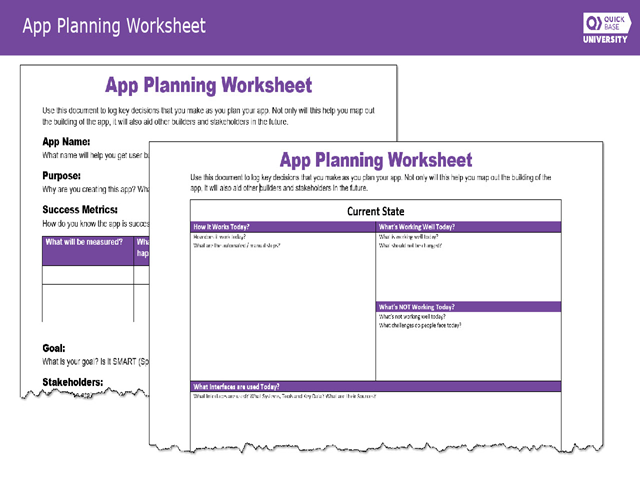 App Planning Worksheet
QUICK
BASE
UNIVERSITY
App Planning Worksheet
Use this document to log key decisions that you make as you plan your app. Not only will this help you map out
the building of the app, it will also aid other builders and stakeholders in the future.
App Name:
What name will help you get user bu
Purpose:
Why are you creating this app? Wha
Success Metrics:
How do you know the app is succes
What will be measured?
Wha
hap
Goal:
What is your goal? Is it SMART (Sp
Stakeholders:
App Planning Worksheet
Use this document to log key decisions that you make as you plan your app. Not only will this help you map out the building of the
app, it will also aid other builders and stakeholders in the future.
Current State
How it Works Today?
How does it work today?
What are the automated / manual steps?
What's Working Well Today?
What is working well today?
What should not be changed?
What's NOT Working Today?
What's not working well today?
What challenges do people face today?
What Interfaces are used Today?
What Interfaces are used? What Systems, Tools and Key Data? What are their Sources?